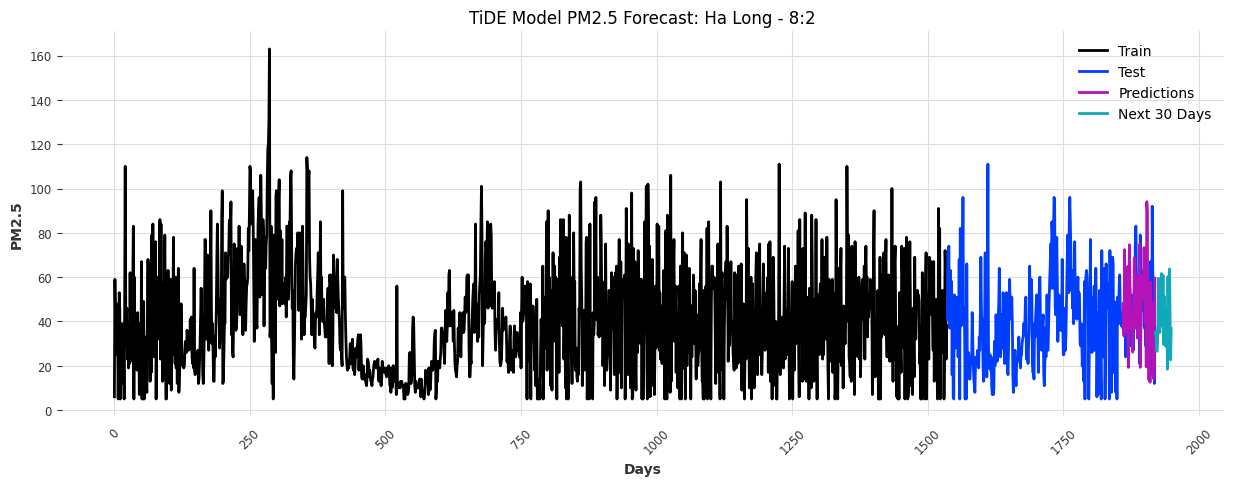 TiDE Model PM2.5 Forecast: Ha Long - 8:2
Train
Test
Predictions
Next 30 Days
PM2.5
160
140
120
100
80
60
40
20
0
0
250
500
750
1000
1250
1500
1750
2000
Days